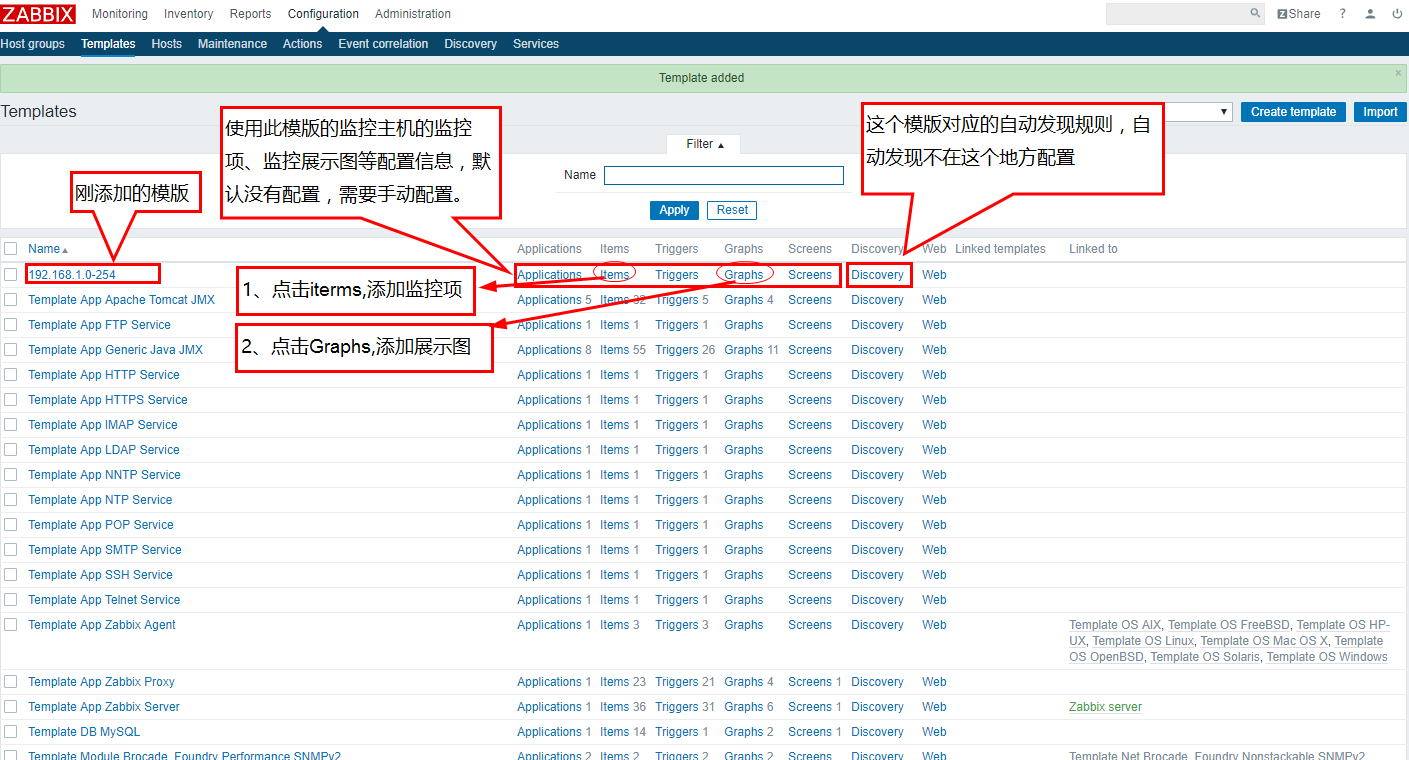 ZABBIX Monitoring Inventory Reports Configuration Administration Z Share ?
Host groups Templates Hosts Maintenance Actions Event correlation Discovery Services
Template added ×
Templates
Create template Import
Filter ▲
Name
Apply Reset
刚添加的模版
使用此模版的监控主机的监控
项、监控展示图等配置信息，默
认没有配置，需要手动配置。
这个模版对应的自动发现规则，自
动发现不在这个地方配置
Name▲ Applications Items Triggers Graphs Screens Discovery Web Linked templates Linked to
192.168.1.0-254 Applications Items Triggers Graphs Screens Discovery Web
1、点击iterms,添加监控项
2、点击Graphs,添加展示图
Template App Apache Tomcat JMX Applications 5 Items 32 Triggers 5 Graphs 4 Screens Discovery Web
Template App FTP Service Applications 1 Items 1 Triggers 1 Graphs Screens Discovery Web
Template App Generic Java JMX Applications 8 Items 55 Triggers 26 Graphs 11 Screens Discovery Web
Template App HTTP Service Applications 1 Items 1 Triggers 1 Graphs Screens Discovery Web
Template App HTTPS Service Applications 1 Items 1 Triggers 1 Graphs Screens Discovery Web
Template App IMAP Service Applications 1 Items 1 Triggers 1 Graphs Screens Discovery Web
Template App LDAP Service Applications 1 Items 1 Triggers 1 Graphs Screens Discovery Web
Template App NNTP Service Applications 1 Items 1 Triggers 1 Graphs Screens Discovery Web
Template App NTP Service Applications 1 Items 1 Triggers 1 Graphs Screens Discovery Web
Template App POP Service Applications 1 Items 1 Triggers 1 Graphs Screens Discovery Web
Template App SMTP Service Applications 1 Items 1 Triggers 1 Graphs Screens Discovery Web
Template App SSH Service Applications 1 Items 1 Triggers 1 Graphs Screens Discovery Web
Template App Telnet Service Applications 1 Items 1 Triggers 1 Graphs Screens Discovery Web
Template App Zabbix Agent Applications 1 Items 3 Triggers 3 Graphs Screens Discovery Web Template OS AIX, Template OS FreeBSD, Template OS HP-
UX, Template OS Linux, Template OS Mac OS X, Template
OS OpenBSD, Template OS Solaris, Template OS Windows
Template App Zabbix Proxy Applications 1 Items 23 Triggers 21 Graphs 4 Screens 1 Discovery Web
Template App Zabbix Server Applications 1 Items 36 Triggers 31 Graphs 6 Screens 1 Discovery Web Zabbix server
Template DB MySQL Applications 1 Items 14 Triggers 1 Graphs 2 Screens 1 Discovery Web
Template Module Brocade_Foundry Performance SNMPv2 Applications 2 Items 2 Triggers 2 Graphs 2 Screens Discovery Web Template Net Brocade_Foundry Nonstackable SNMPv2